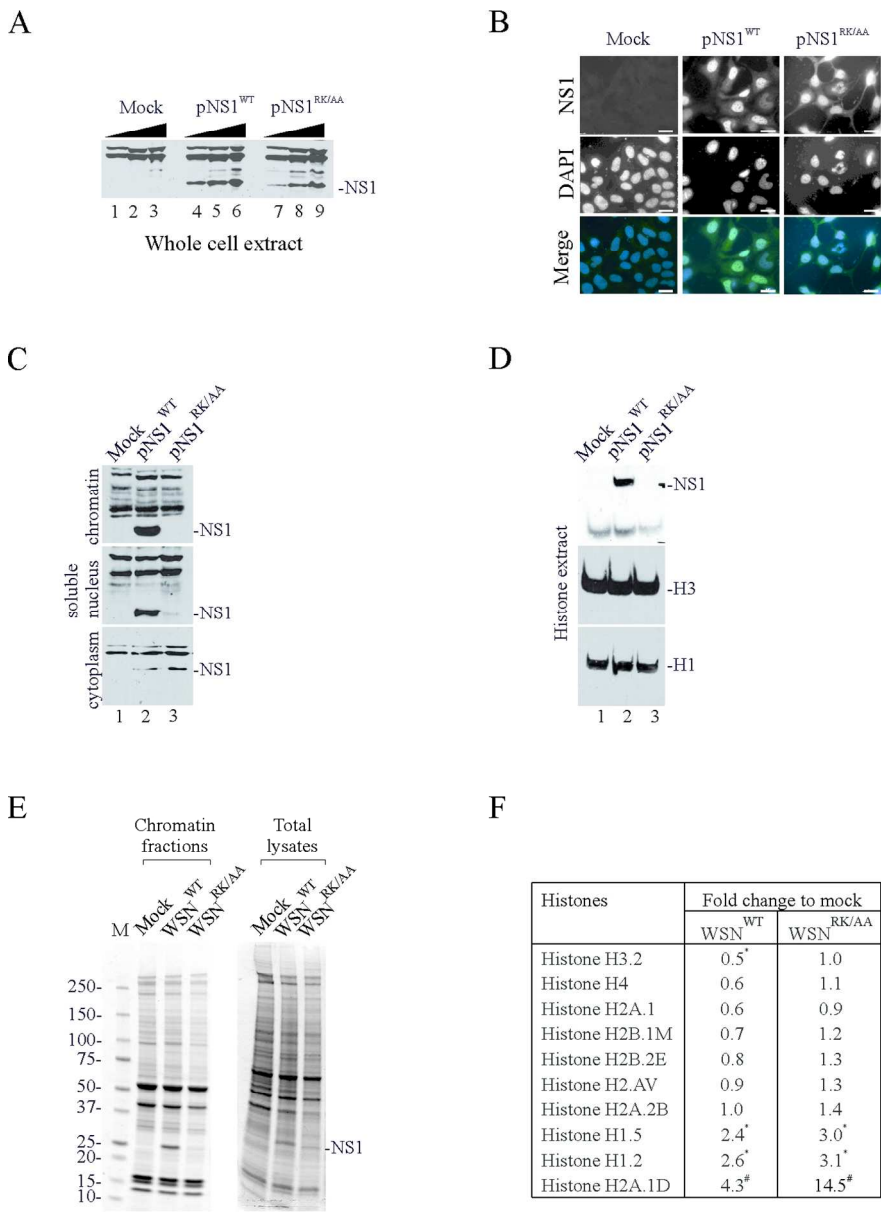 A
Mock pNS1WT pNS1RK/AA
-NS1
1 2 3 4 5 6 7 8 9
Whole cell extract
B
Mock pNS1WT pNS1RK/AA
NS1
DAPI
Merge
C
Mock pNS1WT pNS1RK/AA
chromatin
-NS1
soluble nucleus
-NS1
cytoplasm
-NS1
1 2 3
D
Mock pNS1WT pNS1RK/AA
Histone extract
-NS1
-H3
-H1
1 2 3
E
Chromatin fractions
Total lysates
M Mock WSNWT WSNRK/AA Mock WSNWT WSNRK/AA
250-
150-
100-
75-
50-
37-
25-
20-
15-
10-
-NS1
F
Histones Fold change to mock
WSNWT WSNRK/AA
Histone H3.2 0.5* 1.0
Histone H4 0.6 1.1
Histone H2A.1 0.6 0.9
Histone H2B.1M 0.7 1.2
Histone H2B.2E 0.8 1.3
Histone H2.AV 0.9 1.3
Histone H2A.2B 1.0 1.4
Histone H1.5 2.4* 3.0*
Histone H1.2 2.6* 3.1*
Histone H2A.1D 4.3# 14.5#